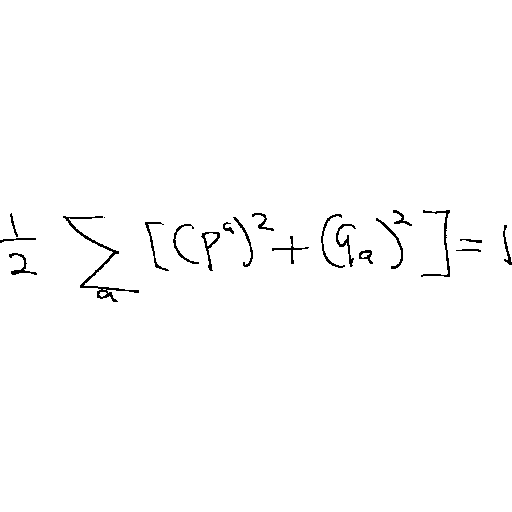 \frac{1}{2} \sum_{a} [(p^{a})^{2} + (q_{a})^{2}] = 1